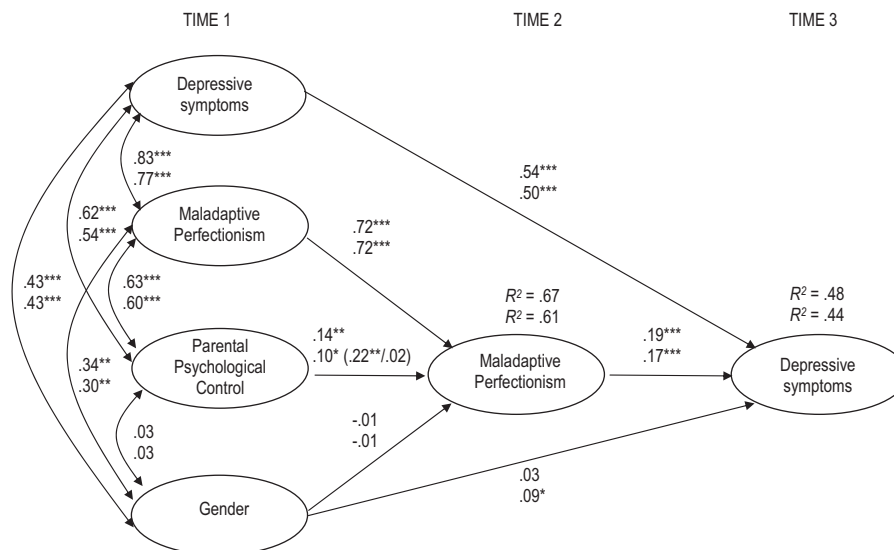 TIME 1
TIME 2
TIME 3
Depressive
symptoms
.83***
.77***
.54***
.50***
.62***
.54***
Maladaptive
Perfectionism
.72***
.72***
.43***
.43***
.63***
.60***
R² = .67
R² = .61
R² = .48
R² = .44
.34**
.30**
Parental
Psychological
Control
.14**
.10* (.22**/.02)
Maladaptive
Perfectionism
.19***
.17***
Depressive
symptoms
.03
.03
-.01
-.01
.03
.09*
Gender